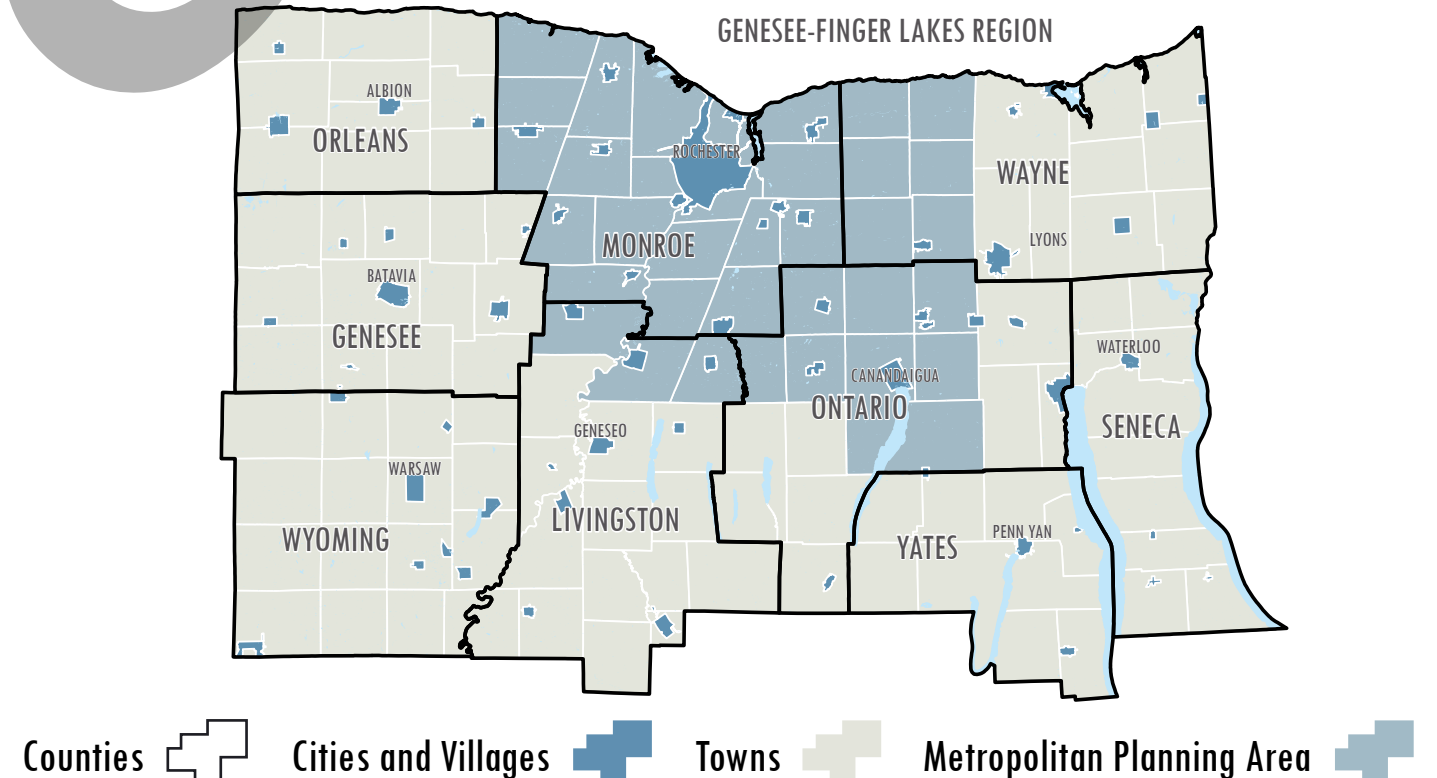 GENESEE-FINGER LAKES REGION
ALBION
ORLEANS
ROCHESTER
WAYNE
MONROE
LYONS
BATAVIA
GENESEE
WATERLOO
CANANDAIGUA
ONTARIO
SENECA
GENESEO
WARSAW
LIVINGSTON
WYOMING
PENN YAN
YATES
Counties
Cities and Villages
Towns
Metropolitan Planning Area